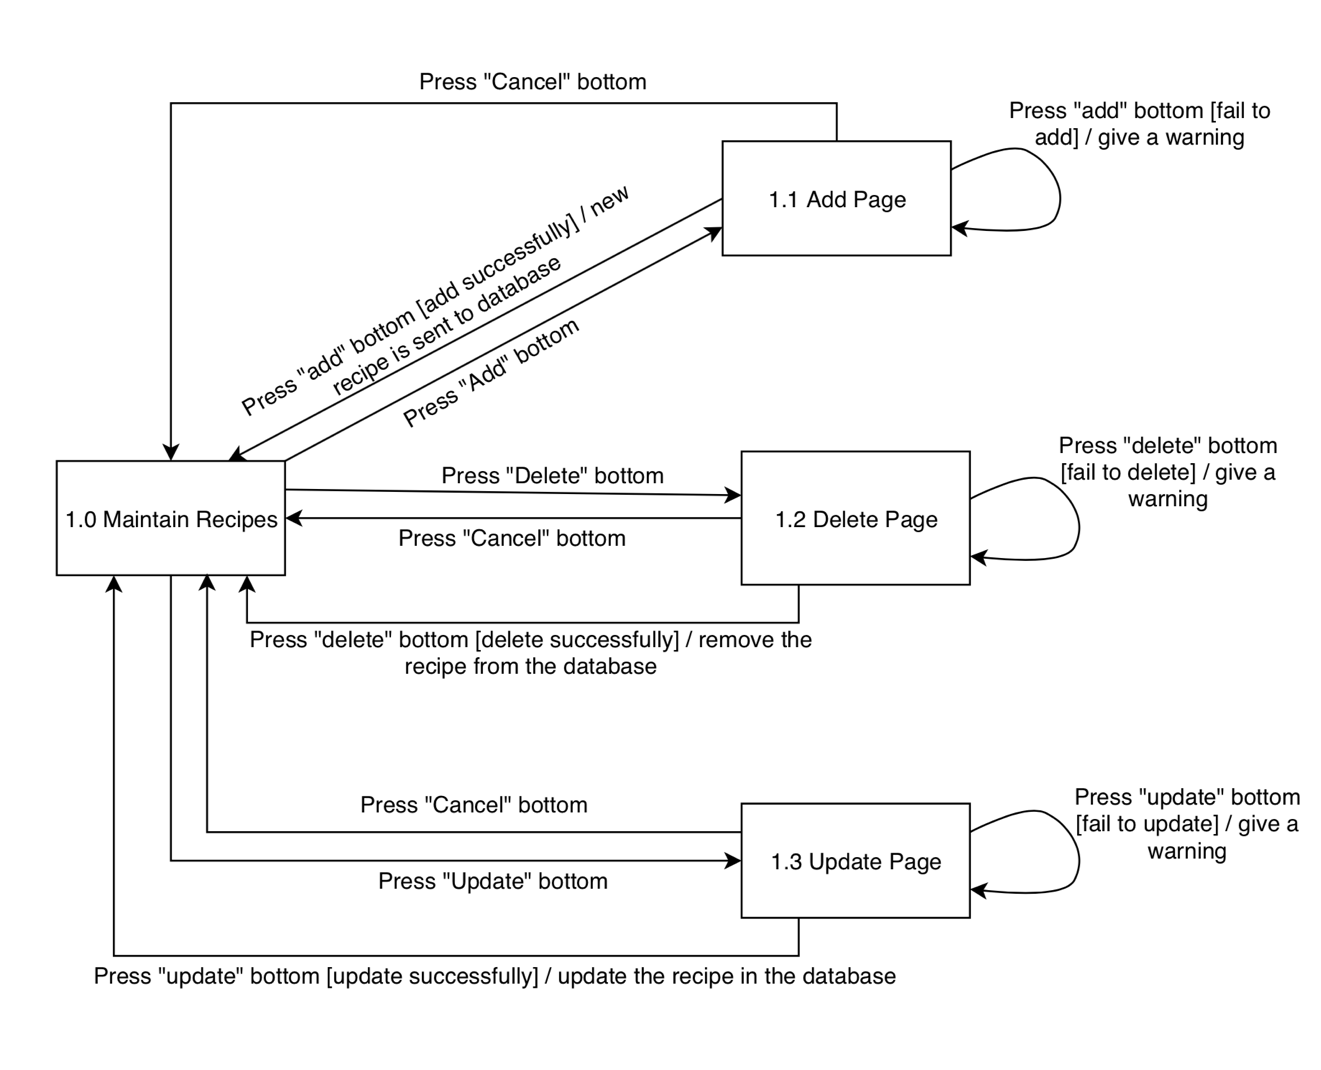 Press "Cancel" bottom
Press "add" bottom [fail to
add] / give a warning
1.1 Add Page
Press "add" bottom [add successfully] / new
recipe is sent to database
Press "Add" bottom
Press "delete" bottom
[fail to delete] / give a
warning
Press "Delete" bottom
1.0 Maintain Recipes
1.2 Delete Page
Press "Cancel" bottom
Press "delete" bottom [delete successfully] / remove the
recipe from the database
Press "Cancel" bottom
Press "update" bottom
[fail to update] / give a
warning
1.3 Update Page
Press "Update" bottom
Press "update" bottom [update successfully] / update the recipe in the database